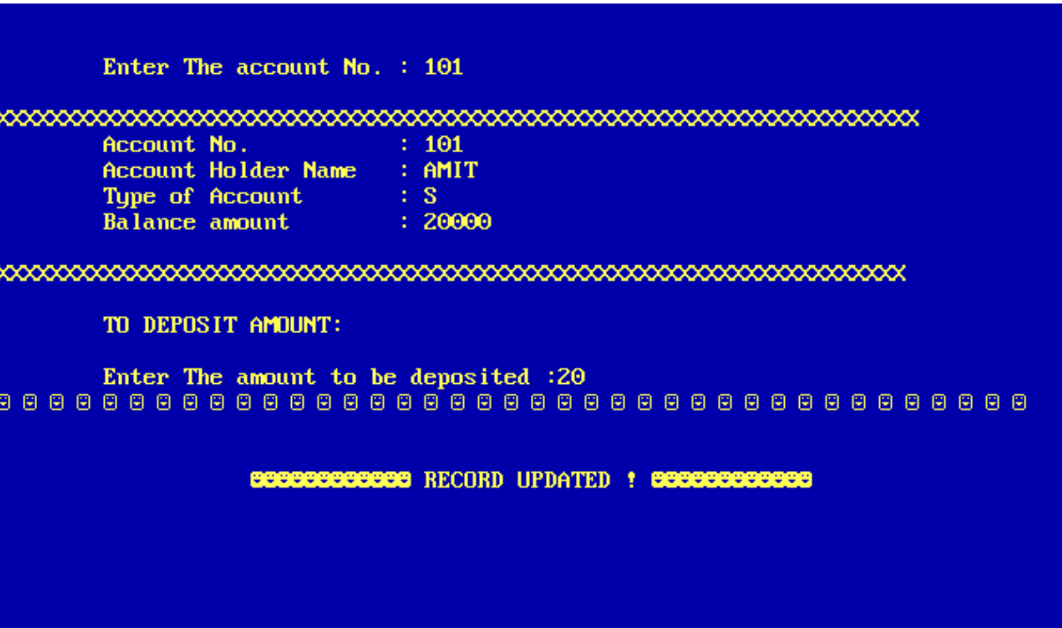 Enter The account No. : 101
XXXXXXXXXXXXXXXXXXXXXXXXXXXXXXXXXXXXXXXXXXXXXXXXXXXXXXXXXXXXXXXXXXXXX
Account No. : 101
Account Holder Name : AMIT
Type of Account : S
Balance amount : 20000
XXXXXXXXXXXXXXXXXXXXXXXXXXXXXXXXXXXXXXXXXXXXXXXXXXXXXXXXXXXXXXXXXXXX
TO DEPOSIT AMOUNT:
Enter The amount to be deposited :20
☺ ☺ ☺ ☺ ☺ ☺ ☺ ☺ ☺ ☺ ☺ ☺ ☺ ☺ ☺ ☺ ☺ ☺ ☺ ☺ ☺ ☺ ☺ ☺ ☺ ☺ ☺ ☺ ☺ ☺ ☺ ☺ ☺ ☺ ☺ ☺ ☺ ☺ ☺
☻☻☻☻☻☻☻☻☻☻☻☻ RECORD UPDATED ! ☻☻☻☻☻☻☻☻☻☻☻☻